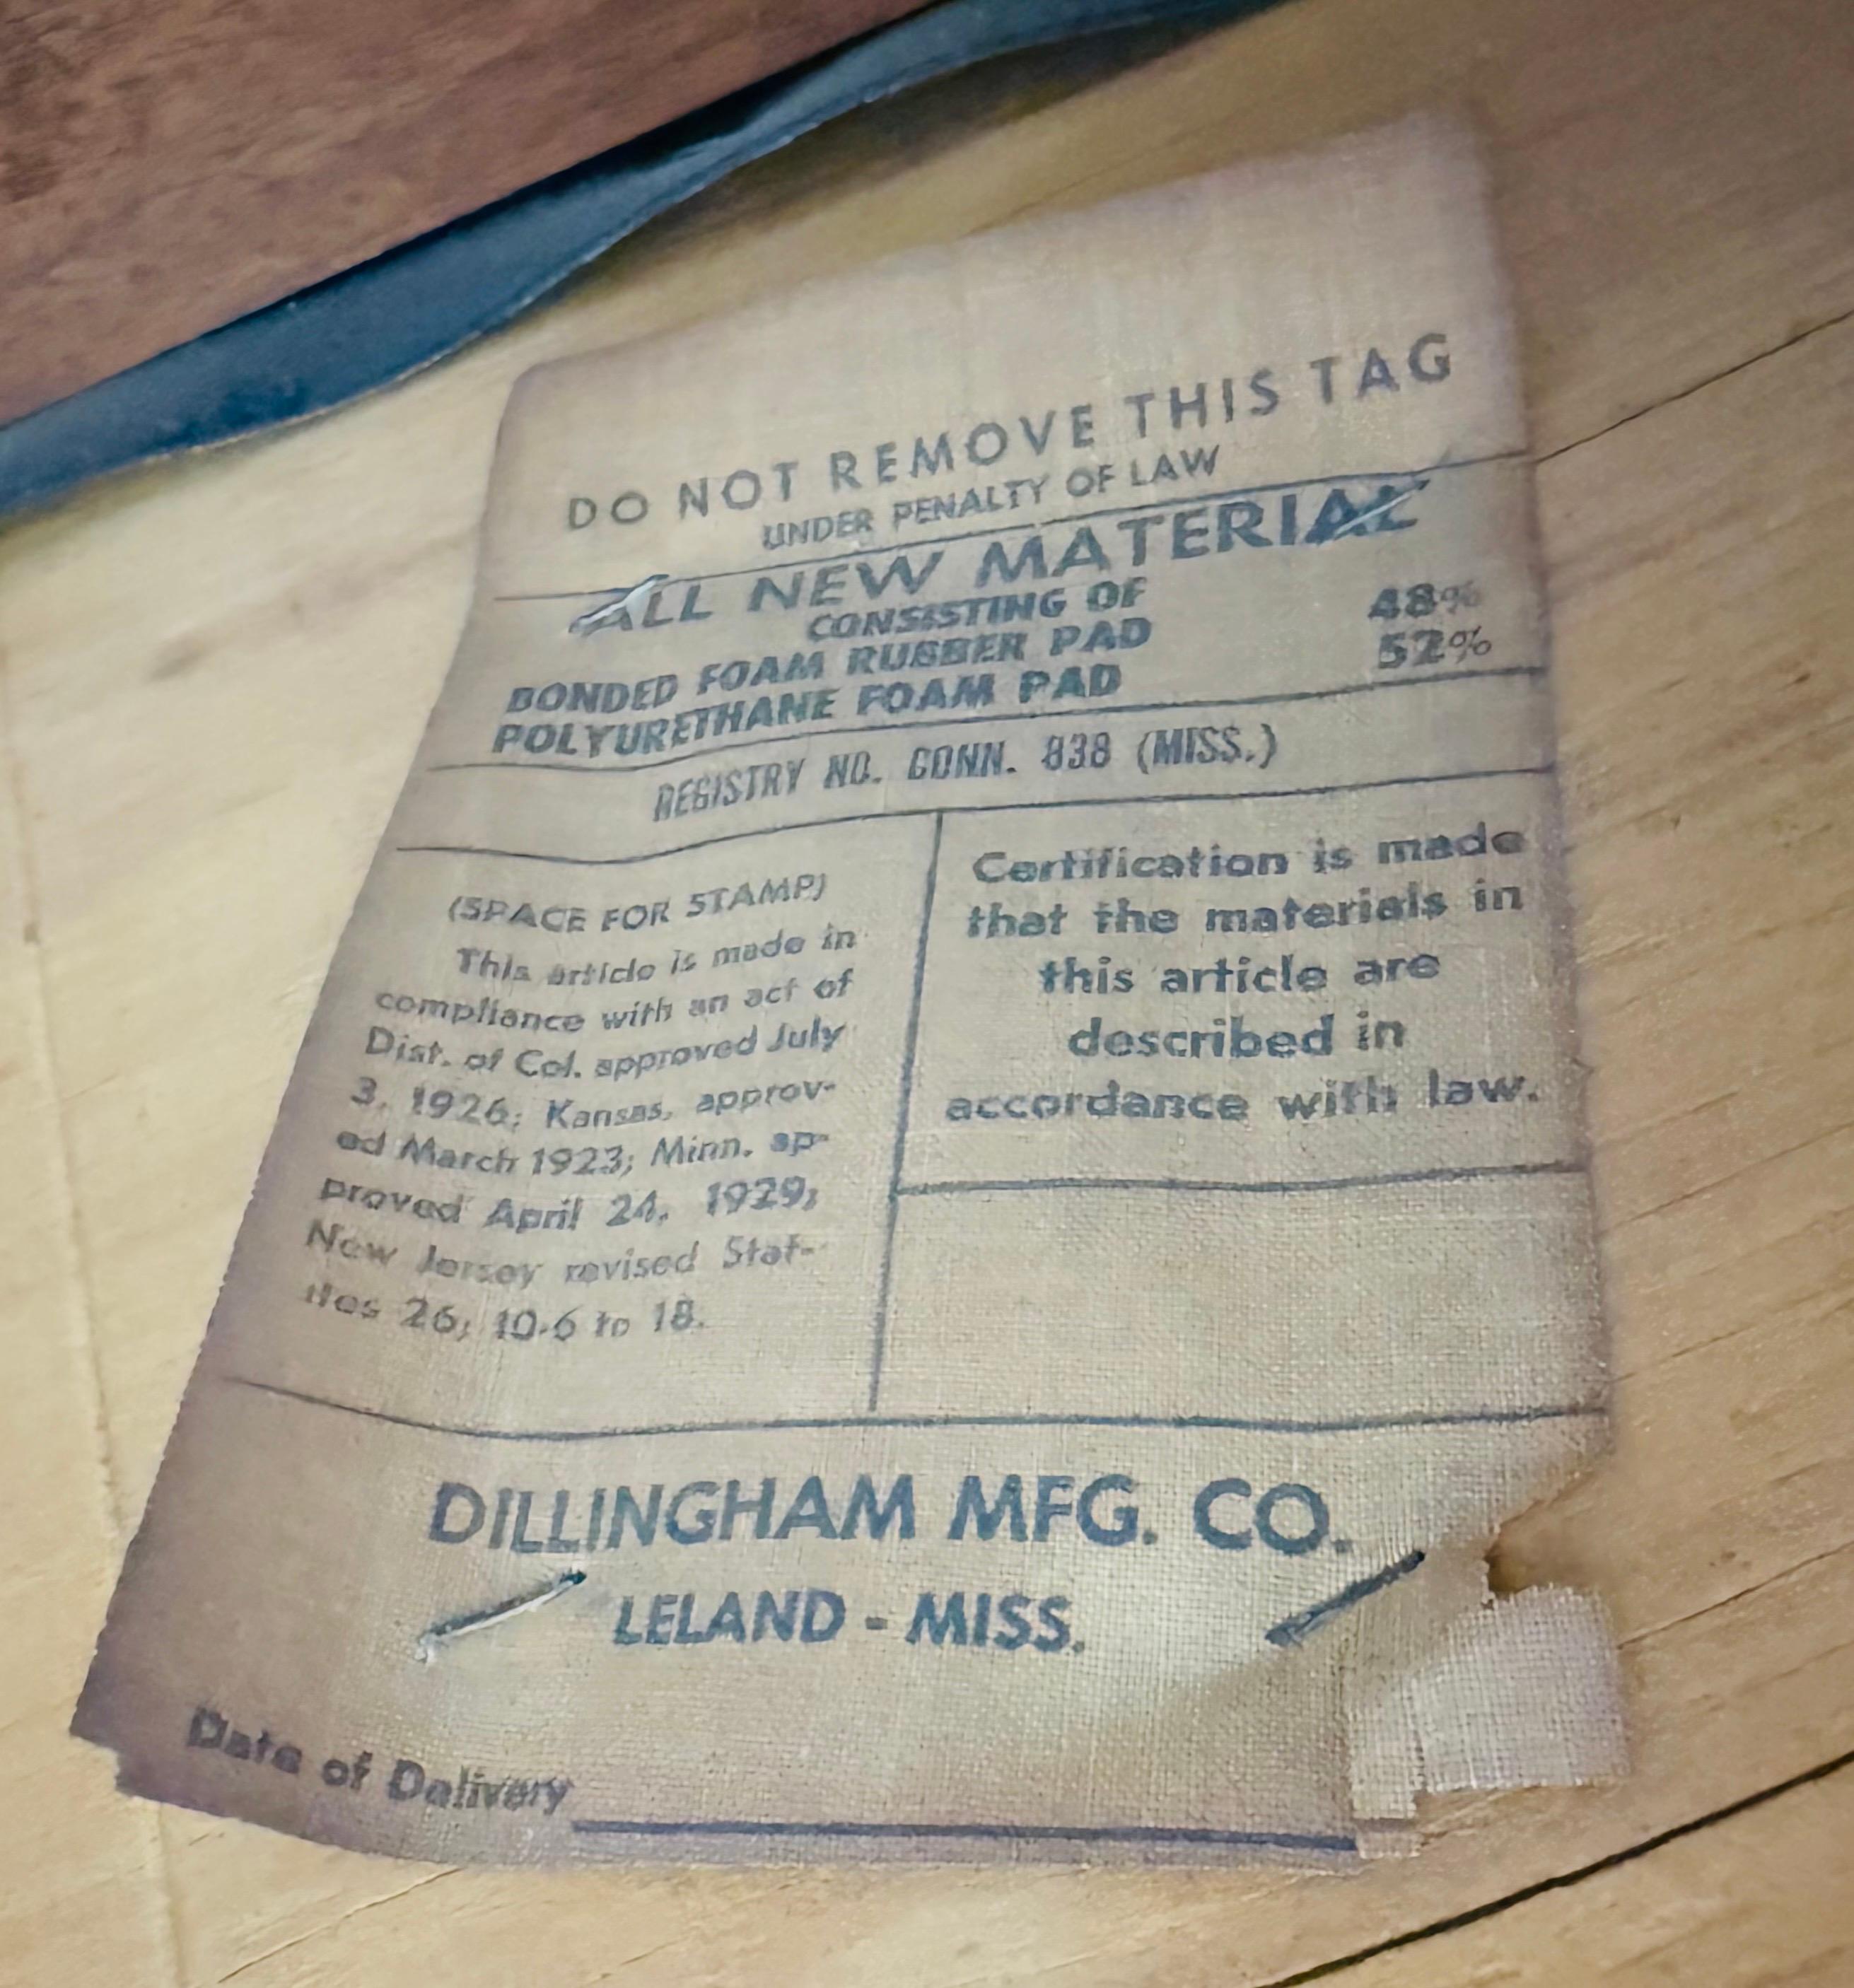 DO NOT REMOVE THIS TAG
UNDER PENALTY OF LAW
ALL NEW MATERIAL
CONSISTING OF
BONDED FOAM RUBBER PAD 48%
POLYURETHANE FOAM PAD 52%
REGISTRY NO. CONN. 838 (MISS.)
(SPACE FOR STAMP)
This article is made in
compliance with an act of
Dist. of Col. approved July
3, 1926; Kansas, approv-
ed March 1923; Minn. ap-
proved April 24, 1929;
New Jersey revised Stat-
utes 26; 10-6 to 18.
Certification is made
that the materials in
this article are
described in
accordance with law.
DILLINGHAM MFG. CO.
LELAND - MISS.
Date of Delivery